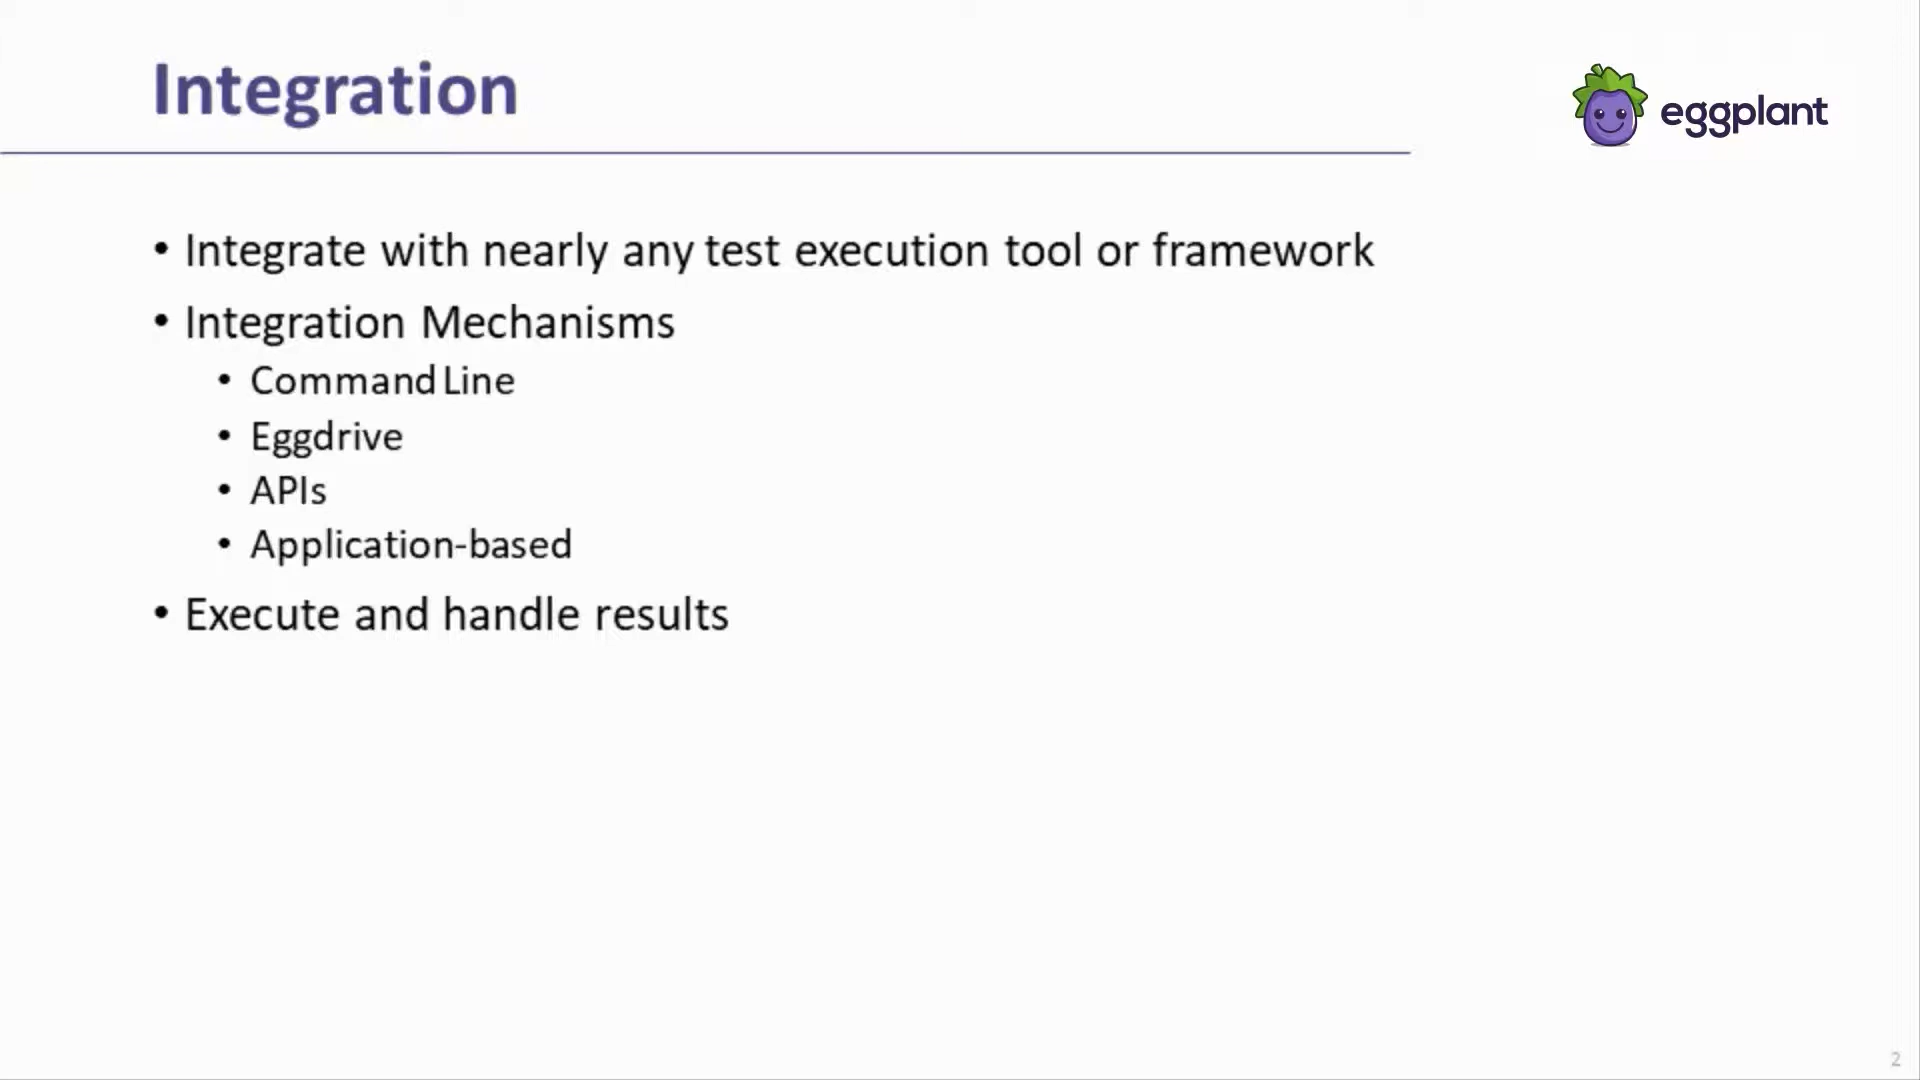 Integration
eggplant
• Integrate with nearly any test execution tool or framework
• Integration Mechanisms
• Command Line
• Eggdrive
• APIs
• Application-based
• Execute and handle results
2